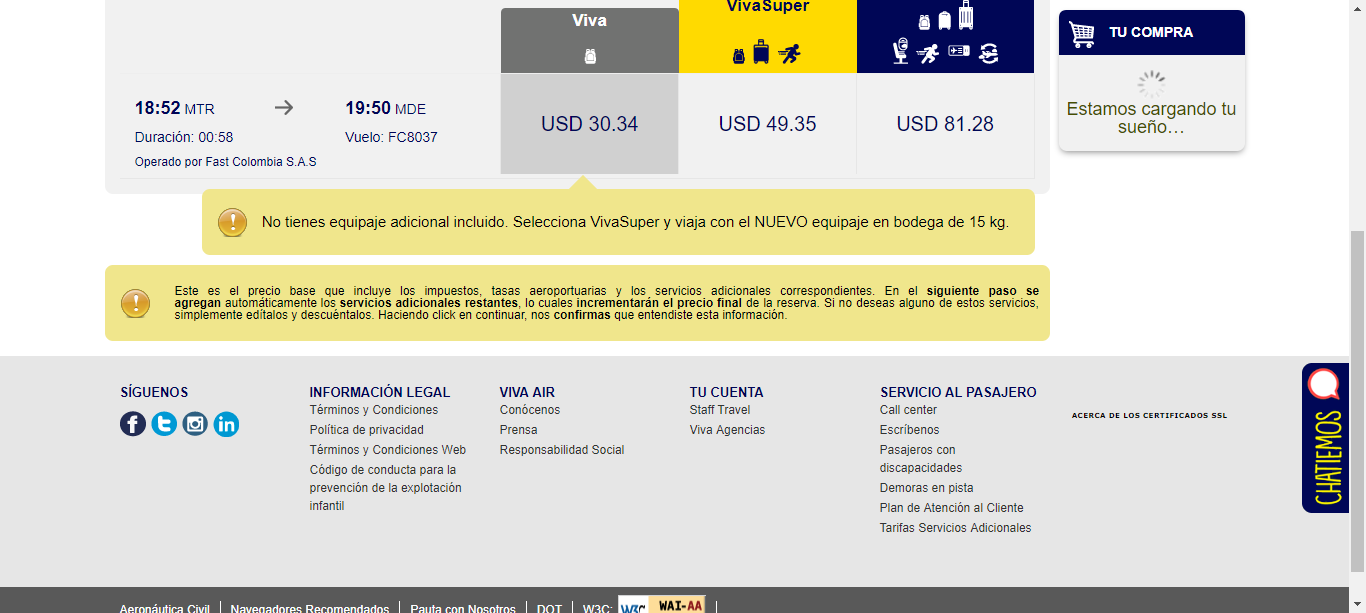 Viva
VivaSuper
TU COMPRA
Estamos cargando tu
sueño…
18:52 MTR
19:50 MDE
Duración: 00:58
Vuelo: FC8037
Operado por Fast Colombia S.A.S
USD 30.34
USD 49.35
USD 81.28
No tienes equipaje adicional incluido. Selecciona VivaSuper y viaja con el NUEVO equipaje en bodega de 15 kg.
Este es el precio base que incluye los impuestos, tasas aeroportuarias y los servicios adicionales correspondientes. En el siguiente paso se
agregan automáticamente los servicios adicionales restantes, lo cuales incrementarán el precio final de la reserva. Si no deseas alguno de estos servicios,
simplemente edítalos y descuéntalos. Haciendo click en continuar, nos confirmas que entendiste esta información.
SÍGUENOS
INFORMACIÓN LEGAL
Términos y Condiciones
Política de privacidad
Términos y Condiciones Web
Código de conducta para la
prevención de la explotación
infantil
VIVA AIR
Conócenos
Prensa
Responsabilidad Social
TU CUENTA
Staff Travel
Viva Agencias
SERVICIO AL PASAJERO
Call center
Escríbenos
Pasajeros con
discapacidades
Demoras en pista
Plan de Atención al Cliente
Tarifas Servicios Adicionales
ACERCA DE LOS CERTIFICADOS SSL
CHATIEMOS
Aeronáutica Civil
Navegadores Recomendados
Pauta con Nosotros
DOT
W3C:
W3C WAI-AA